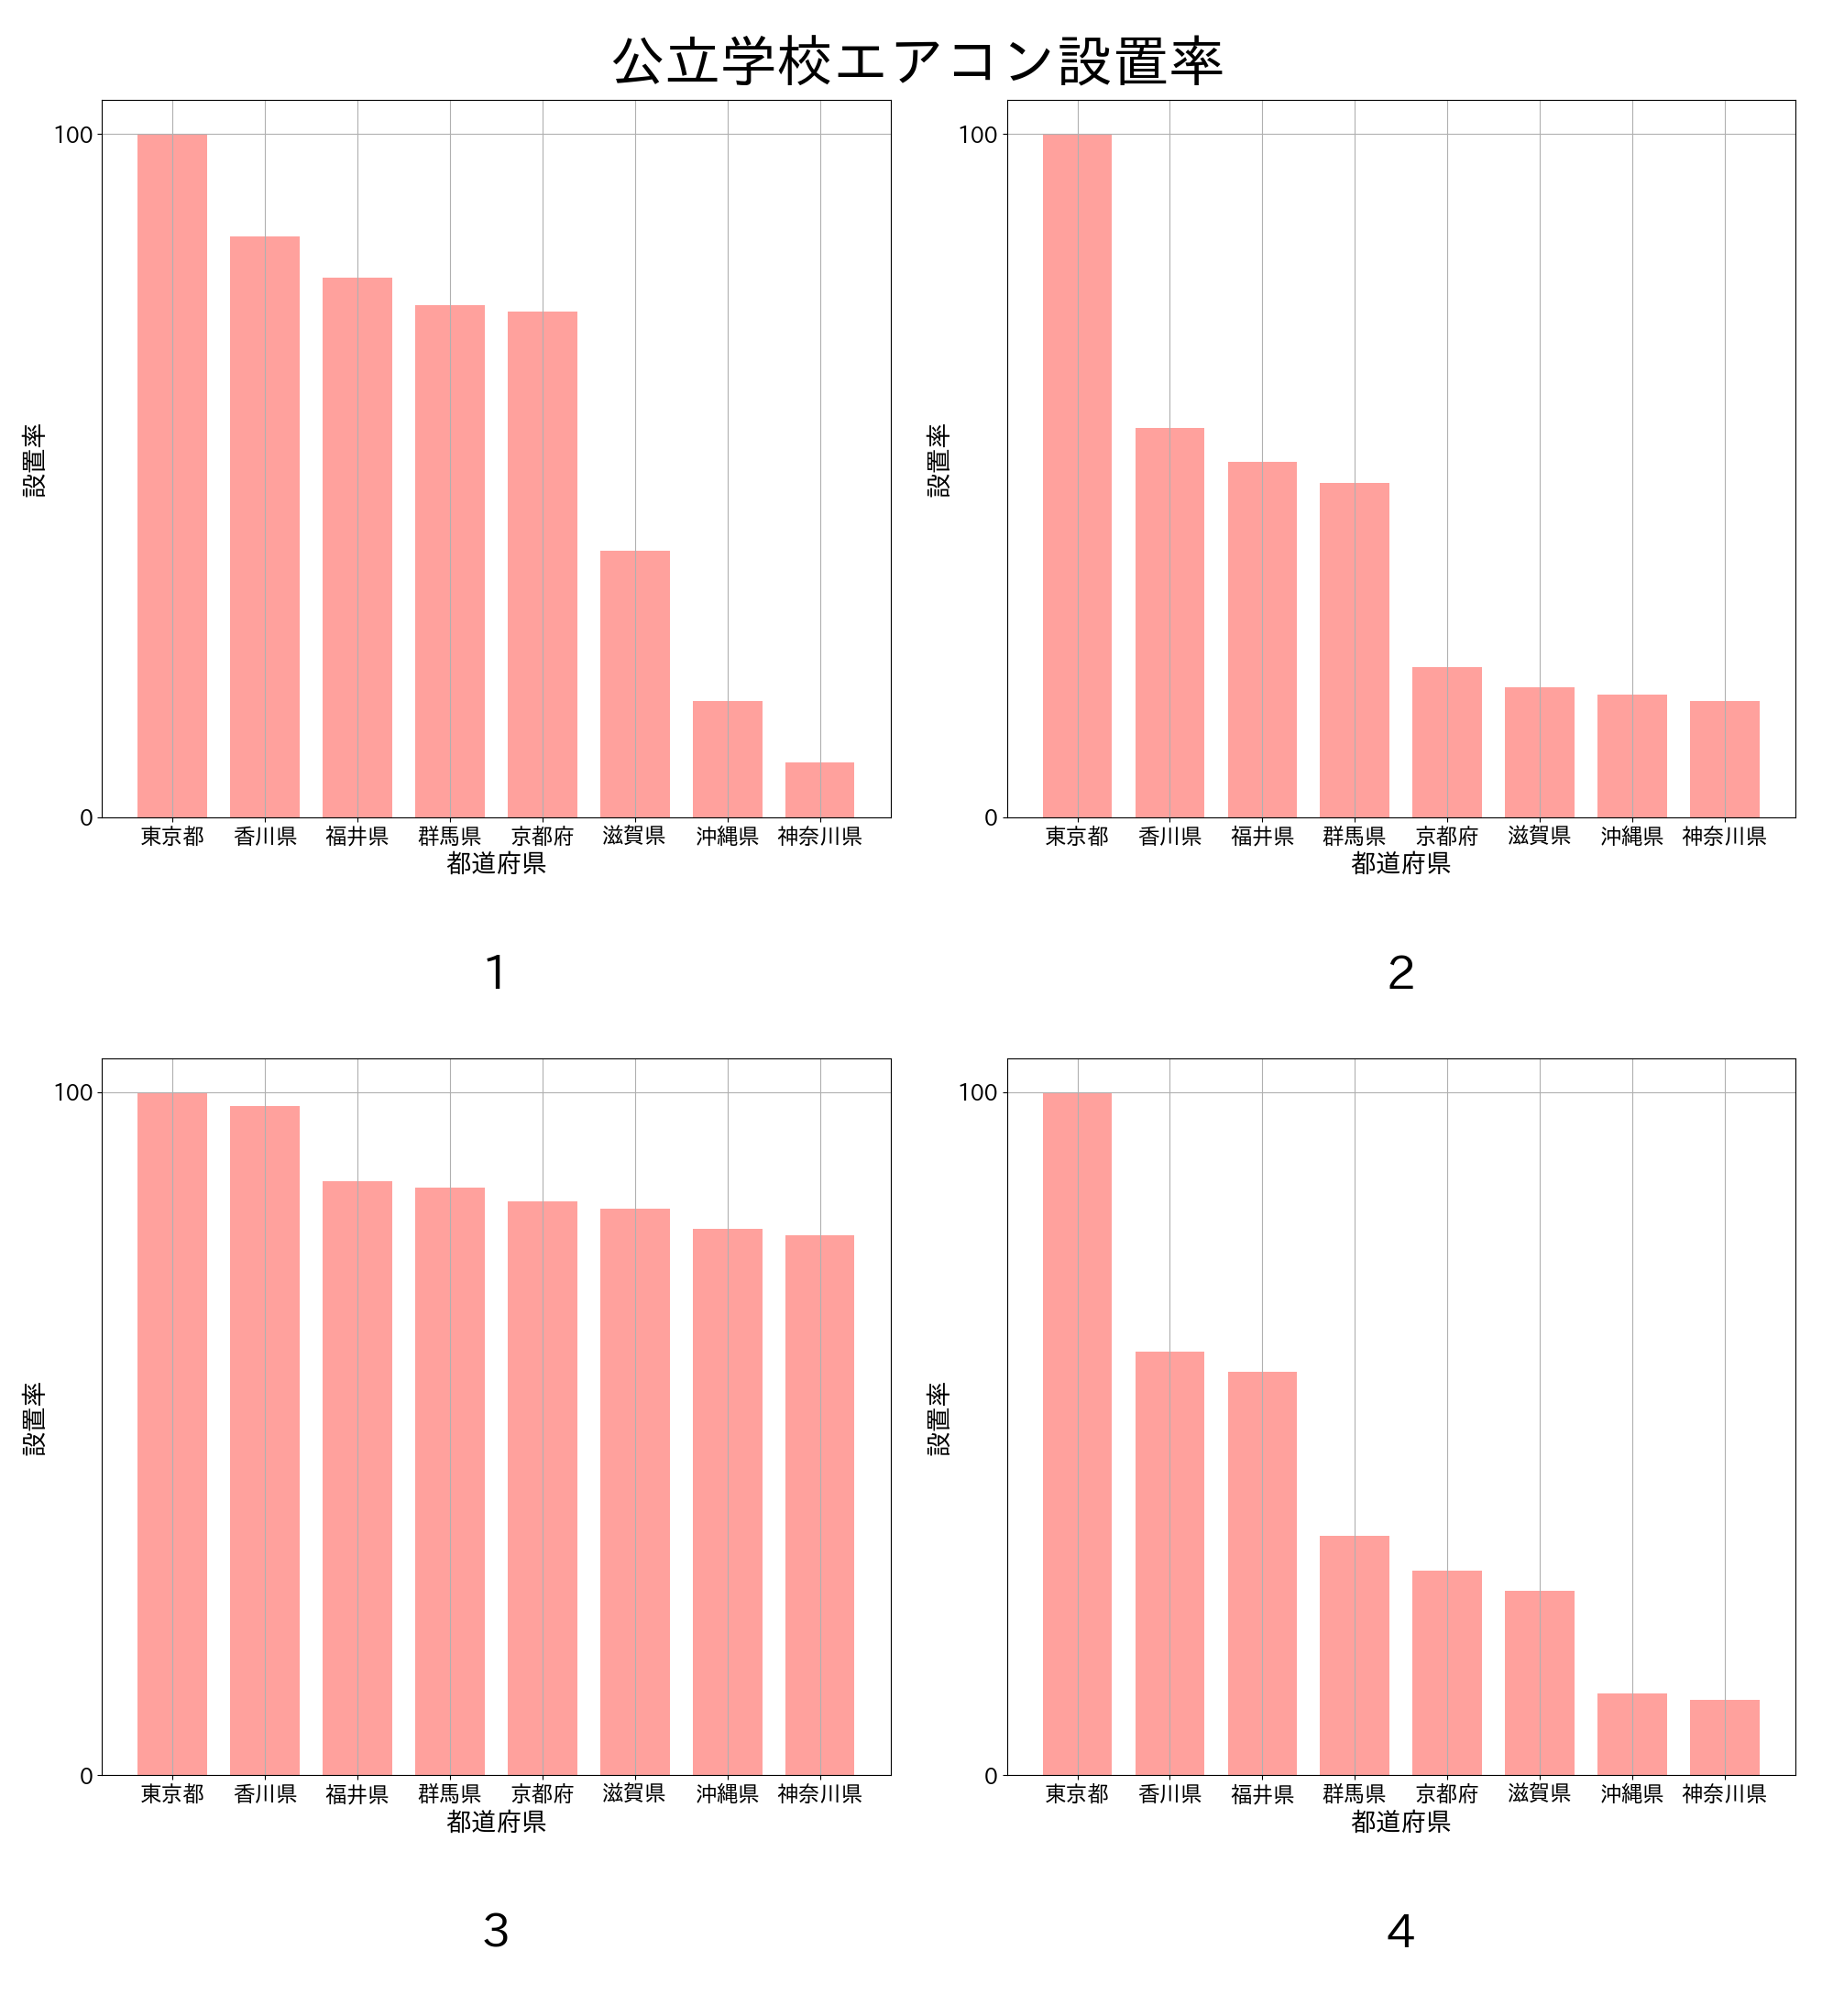 公立学校エアコン設置率
100
0
設置率
東京都 香川県 福井県 群馬県 京都府 滋賀県 沖縄県 神奈川県
都道府県
1
100
0
設置率
東京都 香川県 福井県 群馬県 京都府 滋賀県 沖縄県 神奈川県
都道府県
2
100
0
設置率
東京都 香川県 福井県 群馬県 京都府 滋賀県 沖縄県 神奈川県
都道府県
3
100
0
設置率
東京都 香川県 福井県 群馬県 京都府 滋賀県 沖縄県 神奈川県
都道府県
4